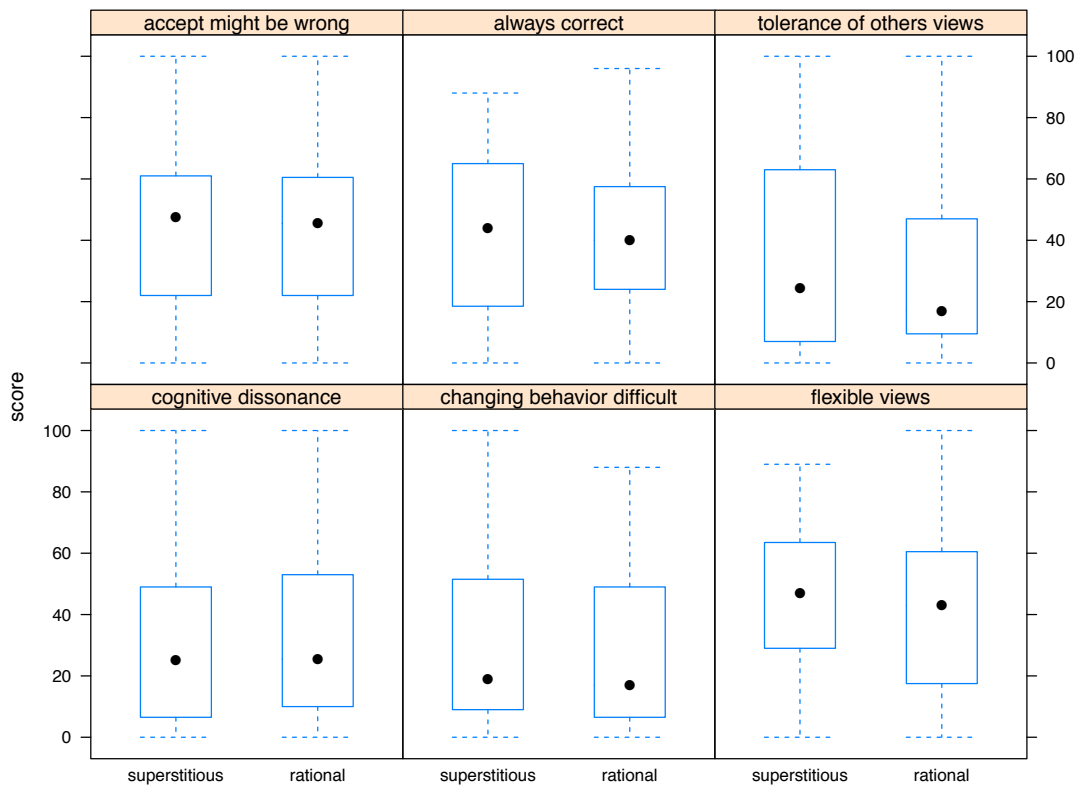 accept might be wrong
always correct
tolerance of others views
100
80
60
40
20
0
score
cognitive dissonance
changing behavior difficult
flexible views
100
80
60
40
20
0
superstitious rational superstitious rational superstitious rational